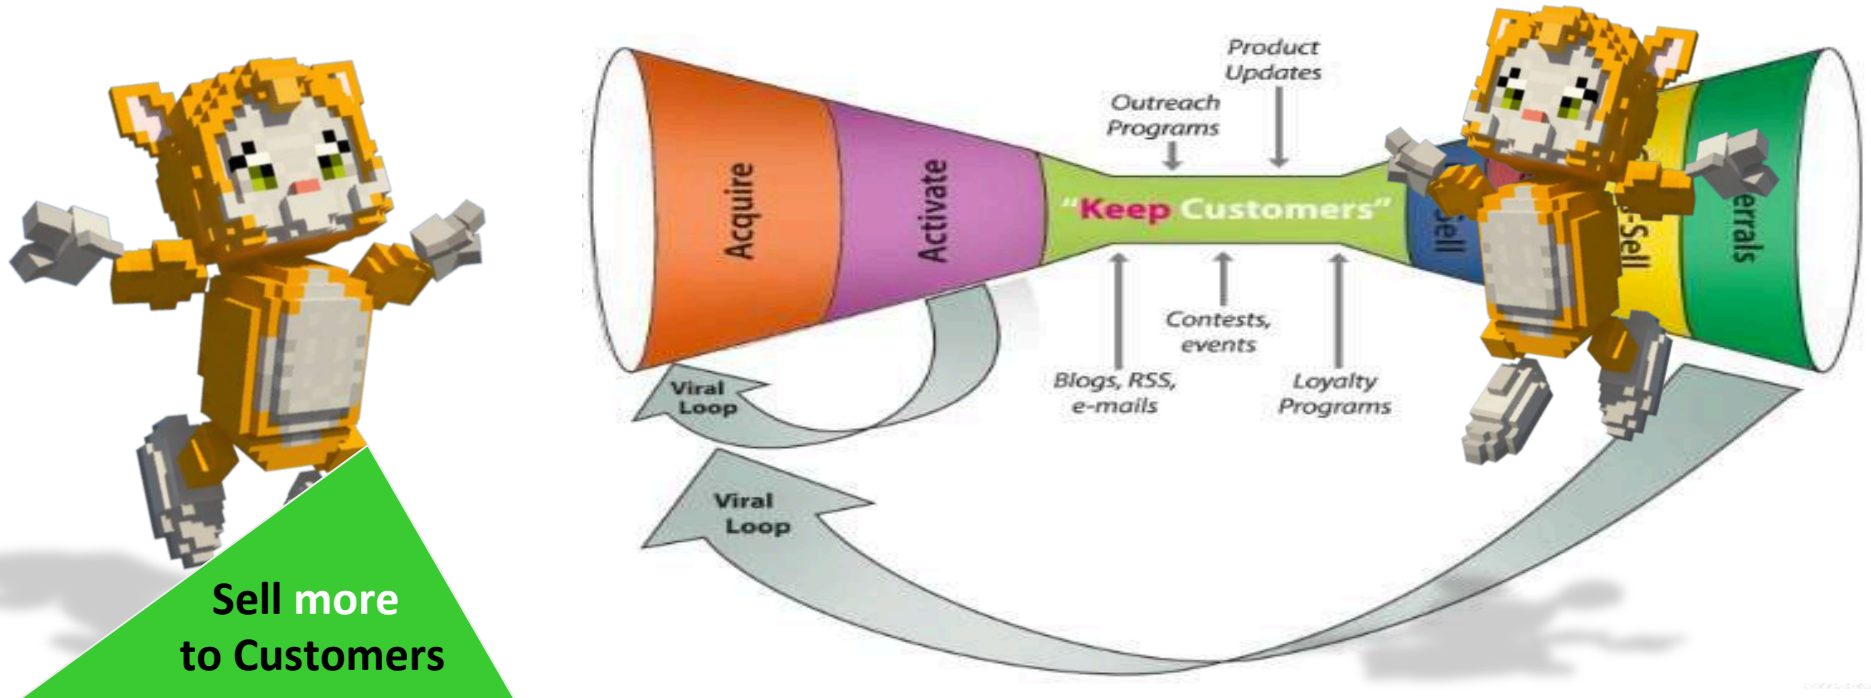 Sell more
to Customers
Acquire
Activate
"Keep Customers"
Outreach
Programs
Product
Updates
Blogs, RSS,
e-mails
Contests,
events
Loyalty
Programs
Sell
-Sell
errals
Viral
Loop
Viral
Loop